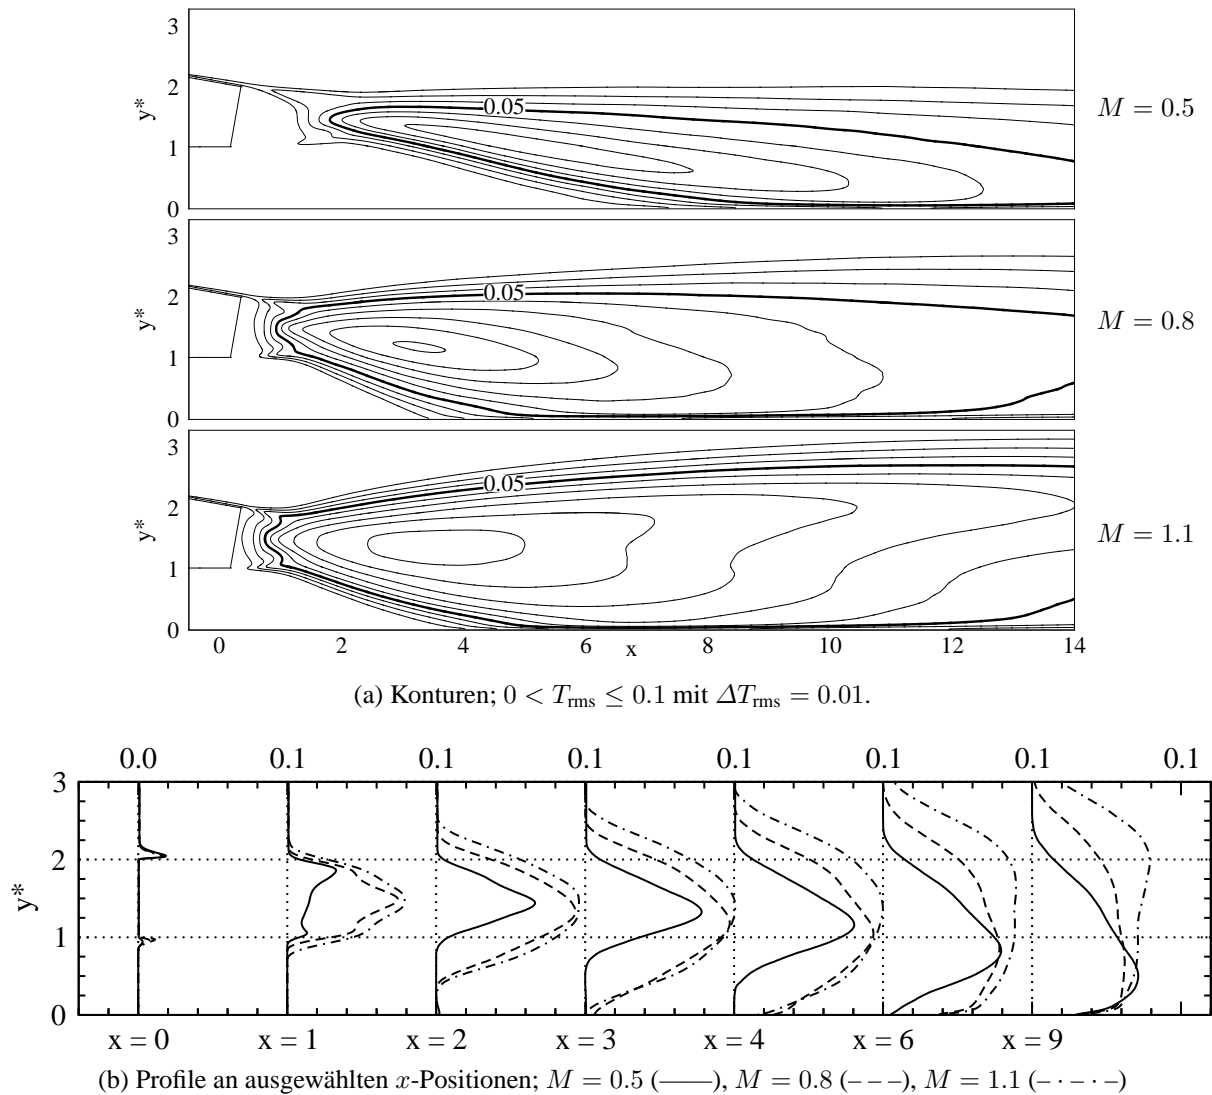 3
2
y*
1
0
0.05
M = 0.5
3
2
y*
1
0
0.05
M = 0.8
3
2
y*
1
0
0.05
M = 1.1
0 2 4 6 x 8 10 12 14
(a) Konturen; 0 < T_rms ≤ 0.1 mit ΔT_rms = 0.01.
0.0 0.1 0.1 0.1 0.1 0.1 0.1 0.1
3
2
y*
1
0
x = 0 x = 1 x = 2 x = 3 x = 4 x = 6 x = 9
(b) Profile an ausgewählten x-Positionen; M = 0.5 (——), M = 0.8 (– – –), M = 1.1 (– · – · –)